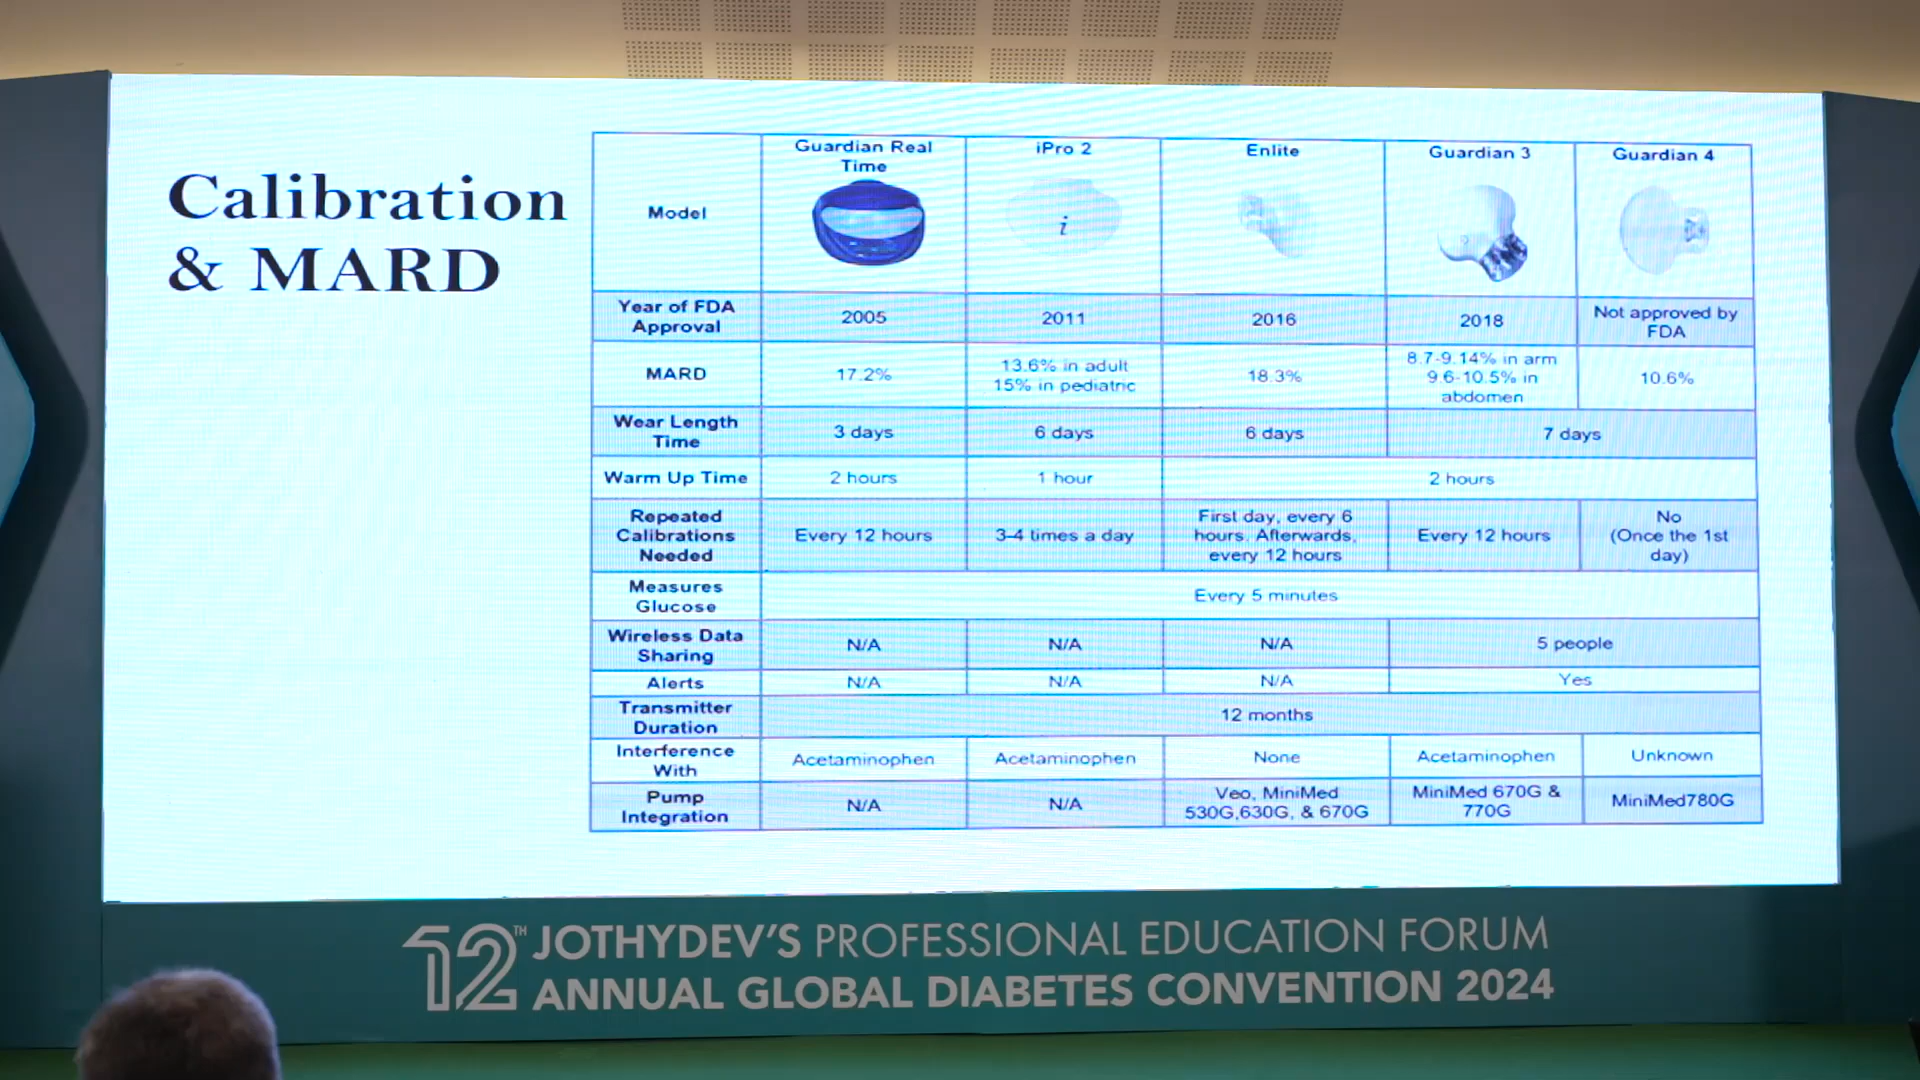 Calibration
& MARD
Model
Guardian Real
Time
iPro 2
i
Enlite
Guardian 3
Guardian 4
Year of FDA
Approval
2005
2011
2016
2018
Not approved by
FDA
MARD
17.2%
13.6% in adult
15% in pediatric
18.3%
8.7-9.14% in arm
9.6-10.5% in
abdomen
10.6%
Wear Length
Time
3 days
6 days
6 days
7 days
Warm Up Time
2 hours
1 hour
2 hours
Repeated
Calibrations
Needed
Every 12 hours
3-4 times a day
First day, every 6
hours. Afterwards,
every 12 hours
Every 12 hours
No
(Once the 1st
day)
Measures
Glucose
Every 5 minutes
Wireless Data
Sharing
N/A
N/A
N/A
5 people
Alerts
N/A
N/A
N/A
Yes
Transmitter
Duration
12 months
Interference
With
Acetaminophen
Acetaminophen
None
Acetaminophen
Unknown
Pump
Integration
N/A
N/A
Veo, MiniMed
530G,630G, & 670G
MiniMed 670G &
770G
MiniMed780G
12TH JOTHYDEV'S PROFESSIONAL EDUCATION FORUM
ANNUAL GLOBAL DIABETES CONVENTION 2024